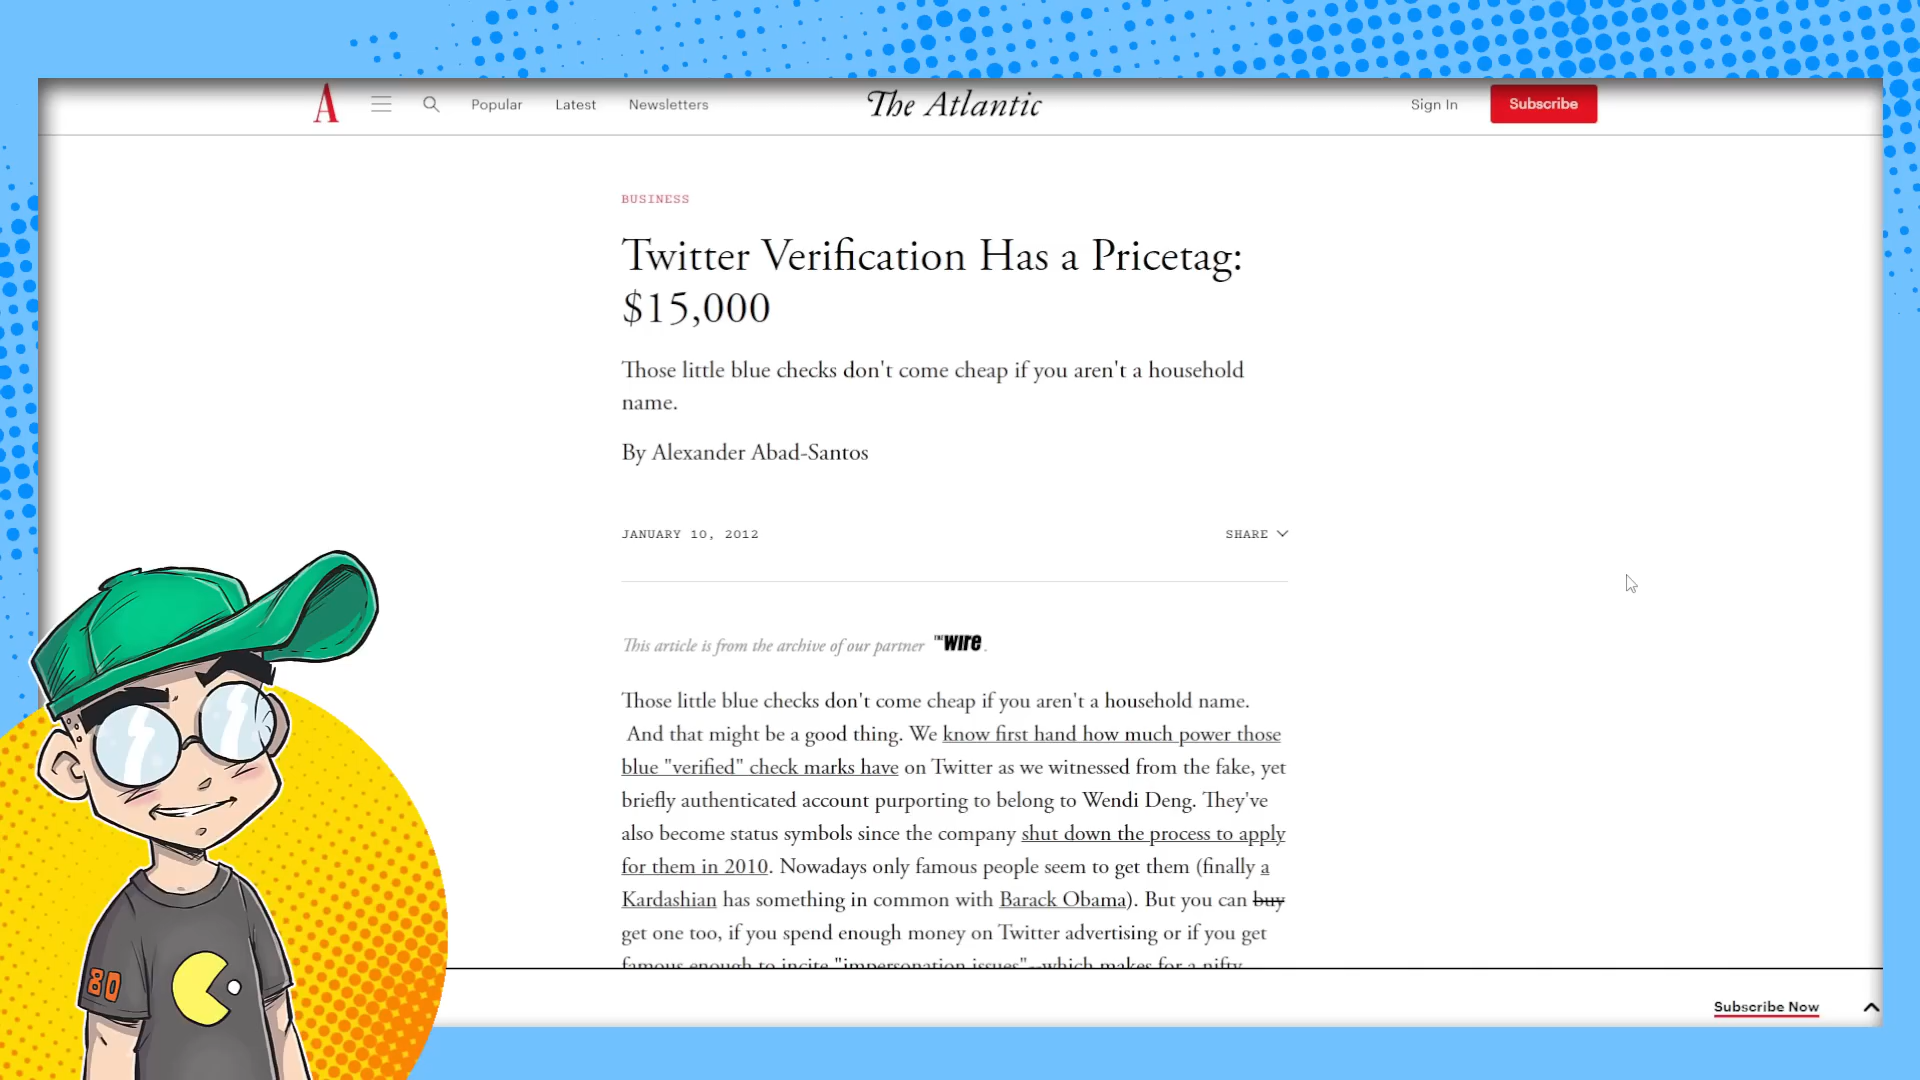 A Popular Latest Newsletters The Atlantic Sign In Subscribe
BUSINESS
Twitter Verification Has a Pricetag:
$15,000
Those little blue checks don't come cheap if you aren't a household
name.
By Alexander Abad-Santos
JANUARY 10, 2012 SHARE
This article is from the archive of our partner THE WIRE .
Those little blue checks don't come cheap if you aren't a household name.
And that might be a good thing. We know first hand how much power those
blue "verified" check marks have on Twitter as we witnessed from the fake, yet
briefly authenticated account purporting to belong to Wendi Deng. They've
also become status symbols since the company shut down the process to apply
for them in 2010. Nowadays only famous people seem to get them (finally a
Kardashian has something in common with Barack Obama). But you can buy
get one too, if you spend enough money on Twitter advertising or if you get
famous enough to incite "impersonation issues"--which makes for a nifty
Subscribe Now
80